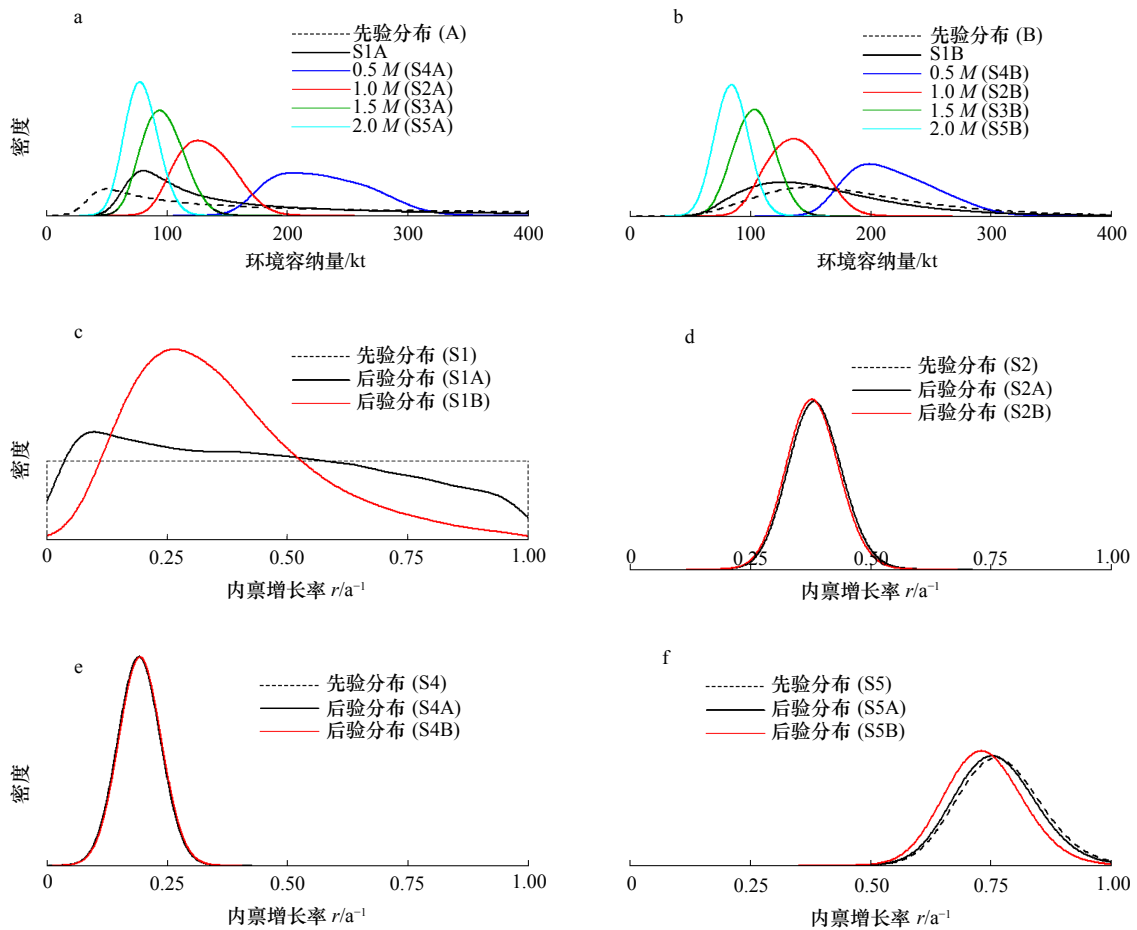 a
先验分布 (A)
S1A
0.5 M (S4A)
1.0 M (S2A)
1.5 M (S3A)
2.0 M (S5A)
密度
0 100 200 300 400
环境容纳量/kt
b
先验分布 (B)
S1B
0.5 M (S4B)
1.0 M (S2B)
1.5 M (S3B)
2.0 M (S5B)
0 100 200 300 400
环境容纳量/kt
c
先验分布 (S1)
后验分布 (S1A)
后验分布 (S1B)
密度
0 0.25 0.50 0.75 1.00
内禀增长率 r/a⁻¹
d
先验分布 (S2)
后验分布 (S2A)
后验分布 (S2B)
0 0.25 0.50 0.75 1.00
内禀增长率 r/a⁻¹
e
先验分布 (S4)
后验分布 (S4A)
后验分布 (S4B)
密度
0 0.25 0.50 0.75 1.00
内禀增长率 r/a⁻¹
f
先验分布 (S5)
后验分布 (S5A)
后验分布 (S5B)
0 0.25 0.50 0.75 1.00
内禀增长率 r/a⁻¹